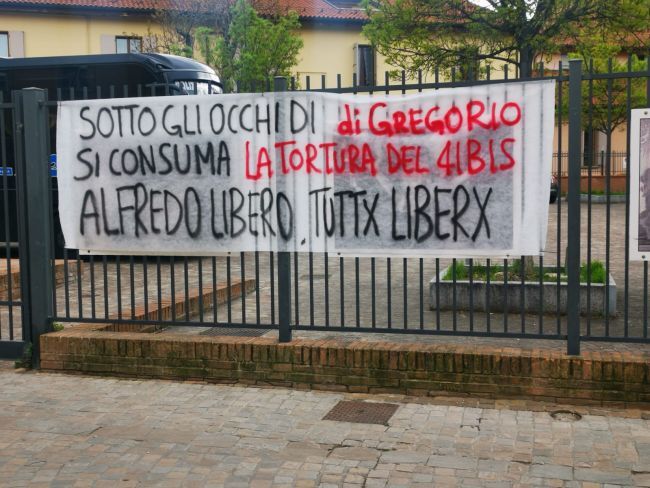 SOTTO GLI OCCHI DI di GREGORIO
SI CONSUMA LA TORTURA DEL 41BIS
ALFREDO LIBERO. TUTTX LIBERX